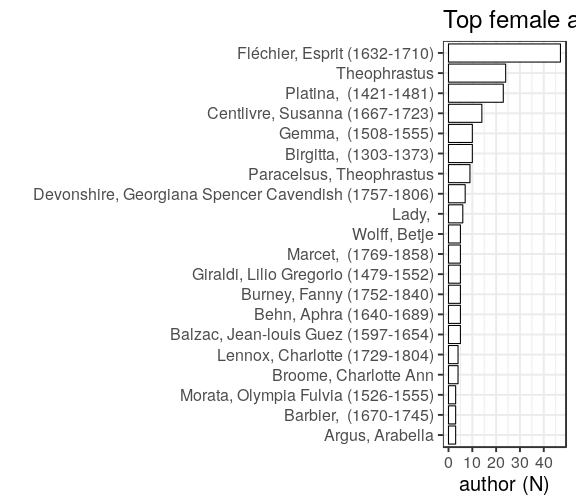 Top female a
Fléchier, Esprit (1632-1710)
Theophrastus
Platina, (1421-1481)
Centlivre, Susanna (1667-1723)
Gemma, (1508-1555)
Birgitta, (1303-1373)
Paracelsus, Theophrastus
Devonshire, Georgiana Spencer Cavendish (1757-1806)
Lady,
Wolff, Betje
Marcet, (1769-1858)
Giraldi, Lilio Gregorio (1479-1552)
Burney, Fanny (1752-1840)
Behn, Aphra (1640-1689)
Balzac, Jean-louis Guez (1597-1654)
Lennox, Charlotte (1729-1804)
Broome, Charlotte Ann
Morata, Olympia Fulvia (1526-1555)
Barbier, (1670-1745)
Argus, Arabella
0 10 20 30 40
author (N)